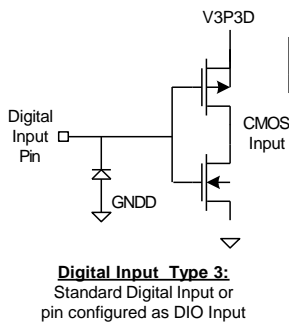 V3P3D
Digital
Input
Pin
CMOS
Input
GNDD
Digital Input Type 3:
Standard Digital Input or
pin configured as DIO Input